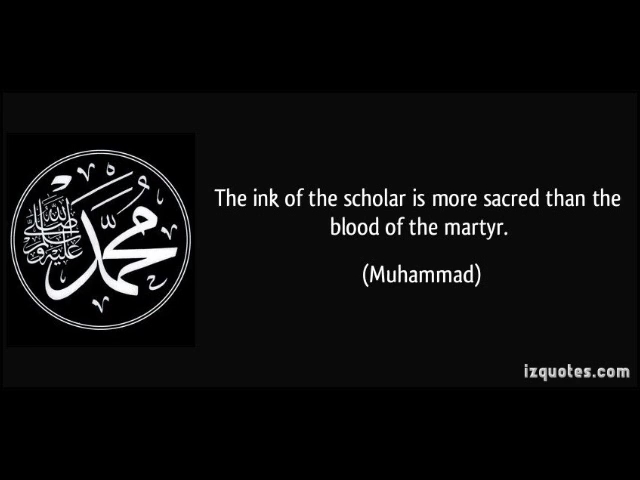 محمد
صلى الله عليه وسلم
The ink of the scholar is more sacred than the
blood of the martyr.
(Muhammad)
izquotes.com